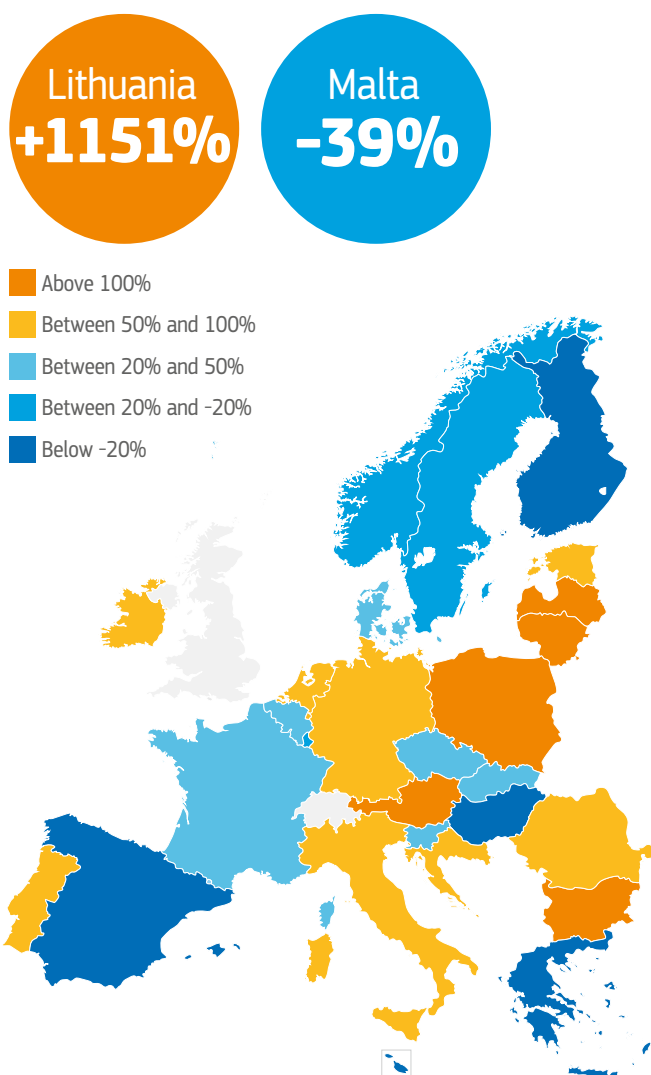 Lithuania
+1151%
Malta
-39%
Above 100%
Between 50% and 100%
Between 20% and 50%
Between 20% and -20%
Below -20%